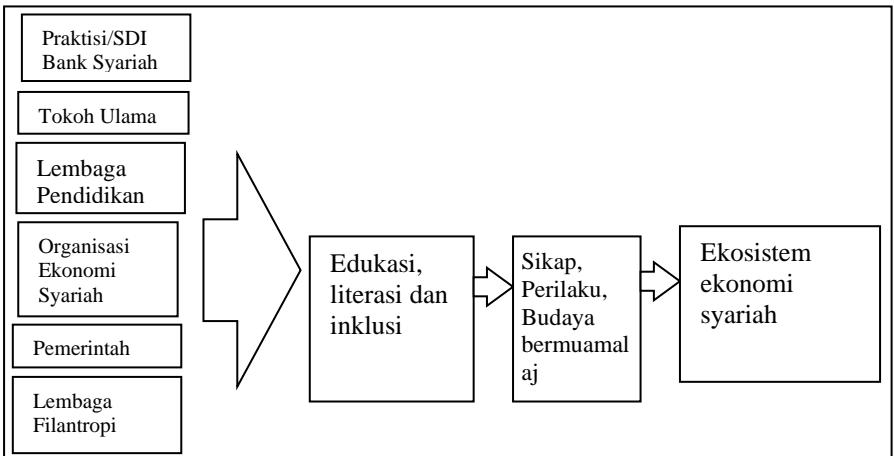 Praktisi/SDI
Bank Syariah
Tokoh Ulama
Lembaga
Pendidikan
Organisasi
Ekonomi
Syariah
Pemerintah
Lembaga
Filantropi
Edukasi,
literasi dan
inklusi
Sikap,
Perilaku,
Budaya
bermuamal
aj
Ekosistem
ekonomi
syariah